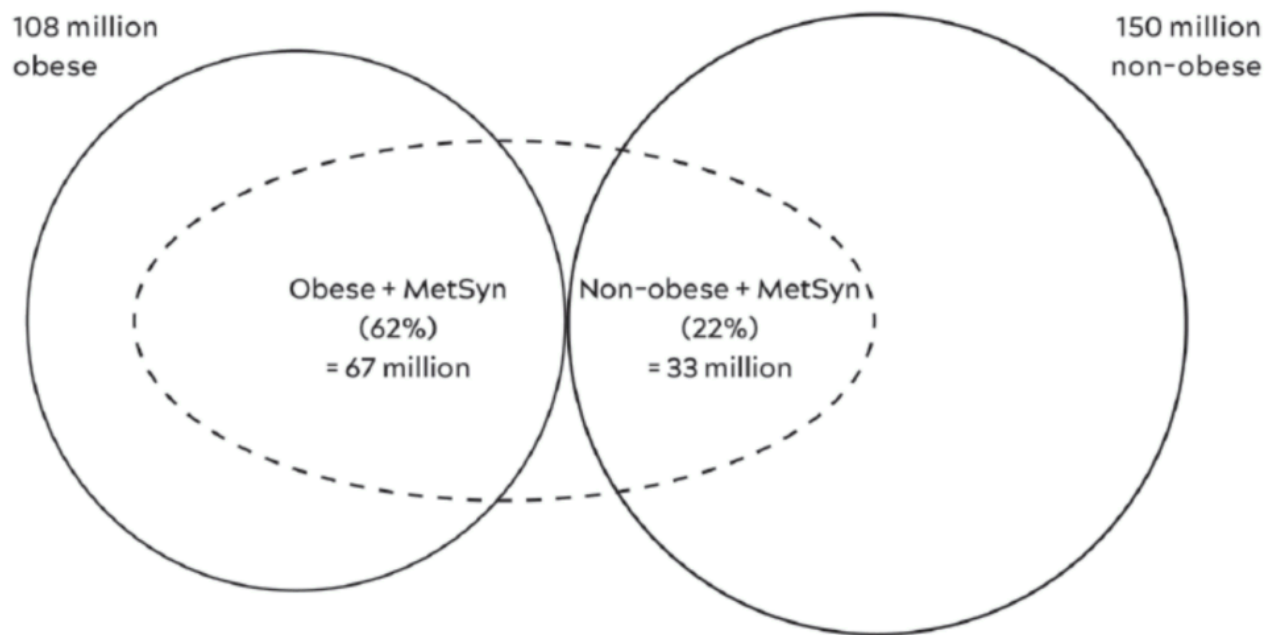 108 million
obese
150 million
non-obese
Obese + MetSyn
(62%)
= 67 million
Non-obese + MetSyn
(22%)
= 33 million